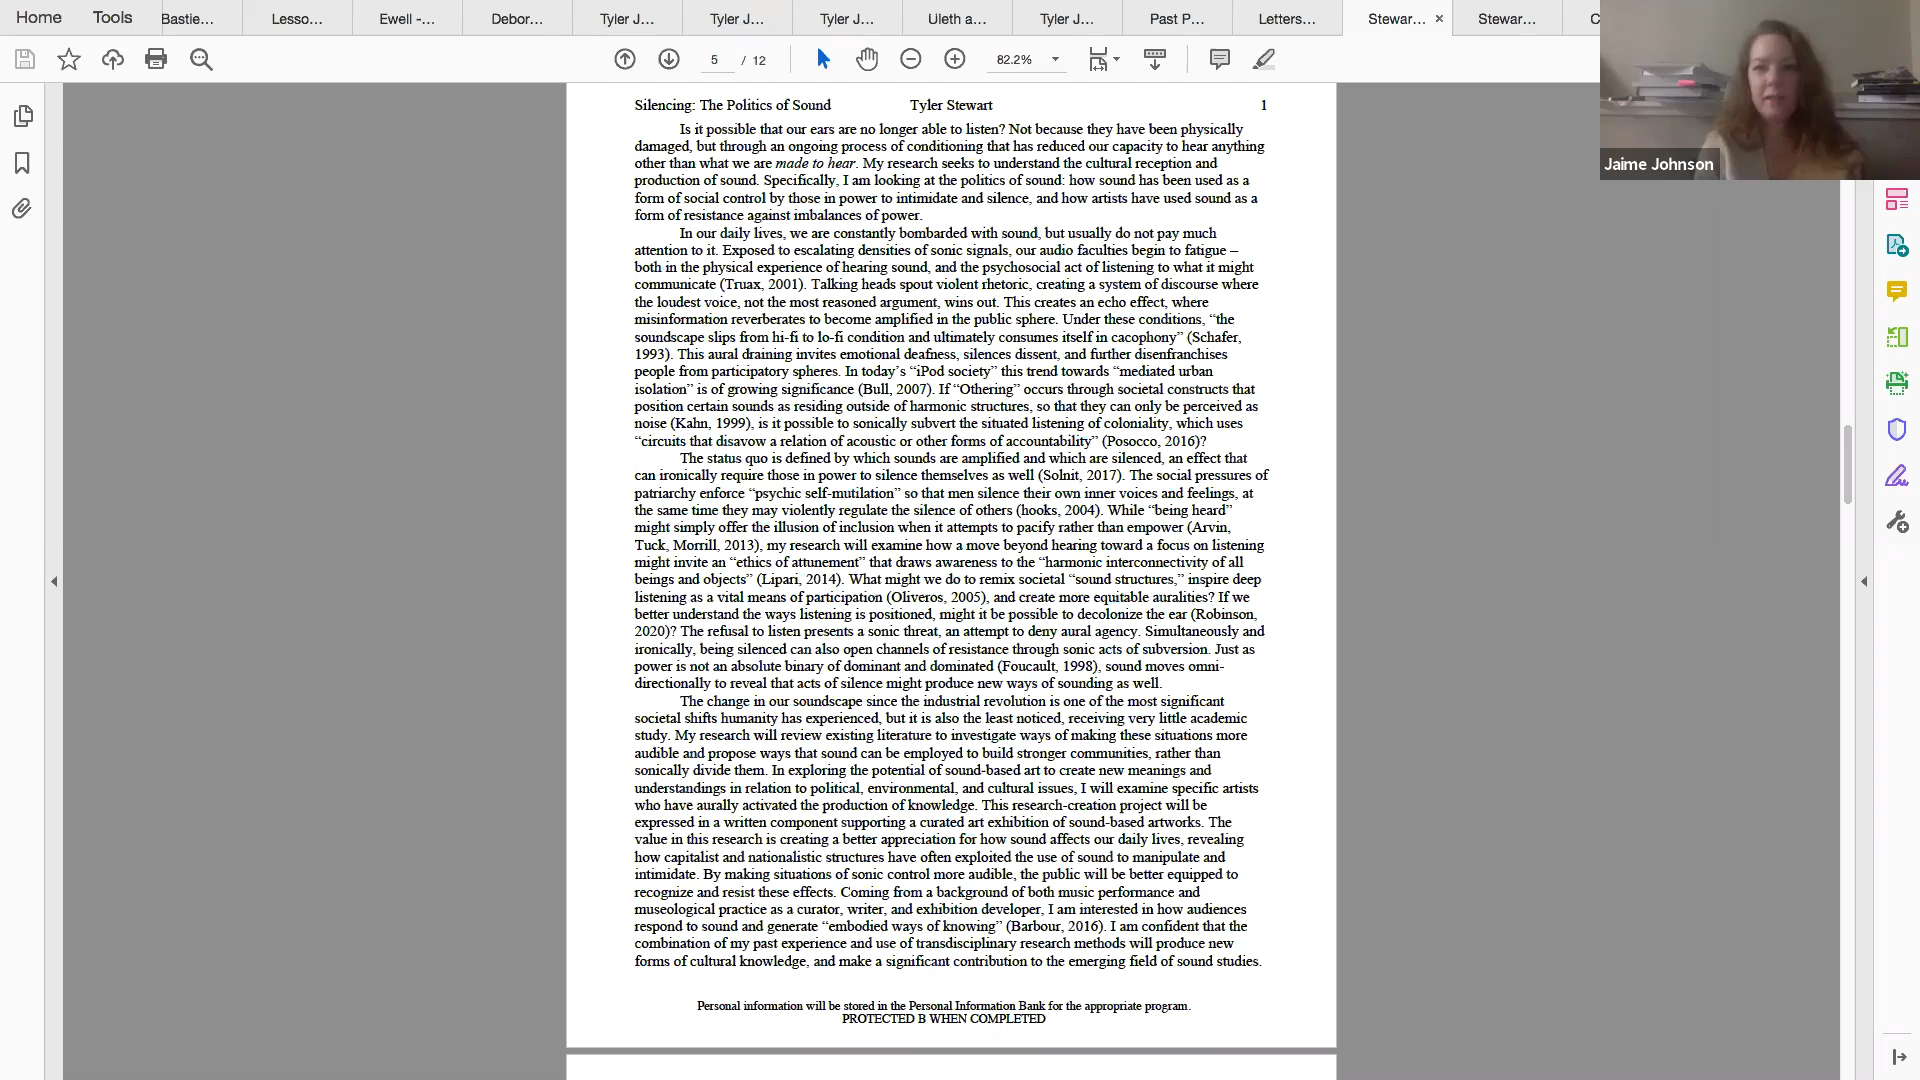 Home
Tools
Bastie...
Lesso...
Ewell -...
Debor...
Tyler J...
Tyler J...
Tyler J...
Uleth a...
Tyler J...
Past P...
Letters...
Stewar...
Stewar...
C
5 / 12
82.2%
Jaime Johnson
Silencing: The Politics of Sound Tyler Stewart 1
Is it possible that our ears are no longer able to listen? Not because they have been physically
damaged, but through an ongoing process of conditioning that has reduced our capacity to hear anything
other than what we are made to hear. My research seeks to understand the cultural reception and
production of sound. Specifically, I am looking at the politics of sound: how sound has been used as a
form of social control by those in power to intimidate and silence, and how artists have used sound as a
form of resistance against imbalances of power.
In our daily lives, we are constantly bombarded with sound, but usually do not pay much
attention to it. Exposed to escalating densities of sonic signals, our audio faculties begin to fatigue –
both in the physical experience of hearing sound, and the psychosocial act of listening to what it might
communicate (Truax, 2001). Talking heads spout violent rhetoric, creating a system of discourse where
the loudest voice, not the most reasoned argument, wins out. This creates an echo effect, where
misinformation reverberates to become amplified in the public sphere. Under these conditions, “the
soundscape slips from hi-fi to lo-fi condition and ultimately consumes itself in cacophony” (Schafer,
1993). This aural draining invites emotional deafness, silences dissent, and further disenfranchises
people from participatory spheres. In today’s “iPod society” this trend towards “mediated urban
isolation” is of growing significance (Bull, 2007). If “Othering” occurs through societal constructs that
position certain sounds as residing outside of harmonic structures, so that they can only be perceived as
noise (Kahn, 1999), is it possible to sonically subvert the situated listening of coloniality, which uses
“circuits that disavow a relation of acoustic or other forms of accountability” (Posocco, 2016)?
The status quo is defined by which sounds are amplified and which are silenced, an effect that
can ironically require those in power to silence themselves as well (Solnit, 2017). The social pressures of
patriarchy enforce “psychic self-mutilation” so that men silence their own inner voices and feelings, at
the same time they may violently regulate the silence of others (hooks, 2004). While “being heard”
might simply offer the illusion of inclusion when it attempts to pacify rather than empower (Arvin,
Tuck, Morrill, 2013), my research will examine how a move beyond hearing toward a focus on listening
might invite an “ethics of attunement” that draws awareness to the “harmonic interconnectivity of all
beings and objects” (Lipari, 2014). What might we do to remix societal “sound structures,” inspire deep
listening as a vital means of participation (Oliveros, 2005), and create more equitable auralities? If we
better understand the ways listening is positioned, might it be possible to decolonize the ear (Robinson,
2020)? The refusal to listen presents a sonic threat, an attempt to deny aural agency. Simultaneously and
ironically, being silenced can also open channels of resistance through sonic acts of subversion. Just as
power is not an absolute binary of dominant and dominated (Foucault, 1998), sound moves omni-
directionally to reveal that acts of silence might produce new ways of sounding as well.
The change in our soundscape since the industrial revolution is one of the most significant
societal shifts humanity has experienced, but it is also the least noticed, receiving very little academic
study. My research will review existing literature to investigate ways of making these situations more
audible and propose ways that sound can be employed to build stronger communities, rather than
sonically divide them. In exploring the potential of sound-based art to create new meanings and
understandings in relation to political, environmental, and cultural issues, I will examine specific artists
who have aurally activated the production of knowledge. This research-creation project will be
expressed in a written component supporting a curated art exhibition of sound-based artworks. The
value in this research is creating a better appreciation for how sound affects our daily lives, revealing
how capitalist and nationalistic structures have often exploited the use of sound to manipulate and
intimidate. By making situations of sonic control more audible, the public will be better equipped to
recognize and resist these effects. Coming from a background of both music performance and
museological practice as a curator, writer, and exhibition developer, I am interested in how audiences
respond to sound and generate “embodied ways of knowing” (Barbour, 2016). I am confident that the
combination of my past experience and use of transdisciplinary research methods will produce new
forms of cultural knowledge, and make a significant contribution to the emerging field of sound studies.
Personal information will be stored in the Personal Information Bank for the appropriate program.
PROTECTED B WHEN COMPLETED